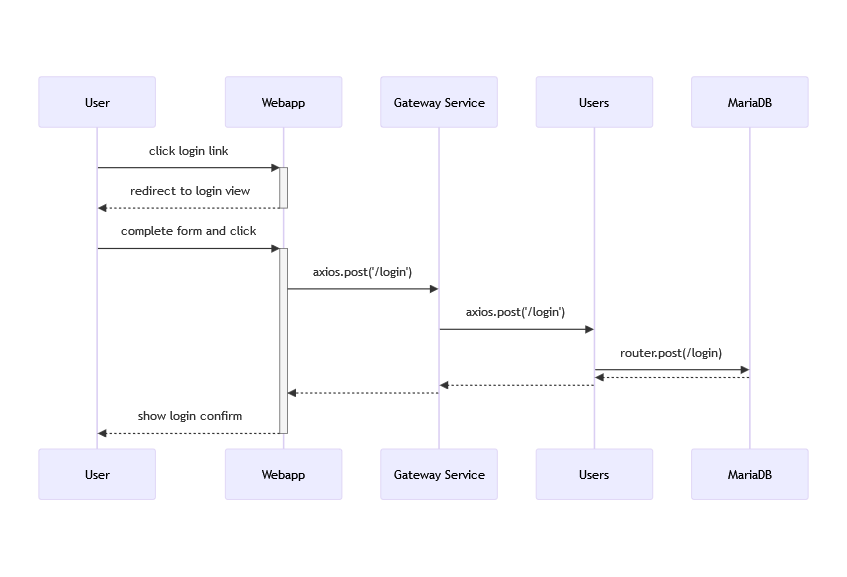 User
Webapp
Gateway Service
Users
MariaDB
click login link
redirect to login view
complete form and click
axios.post('/login')
axios.post('/login')
router.post(/login)
show login confirm
User
Webapp
Gateway Service
Users
MariaDB